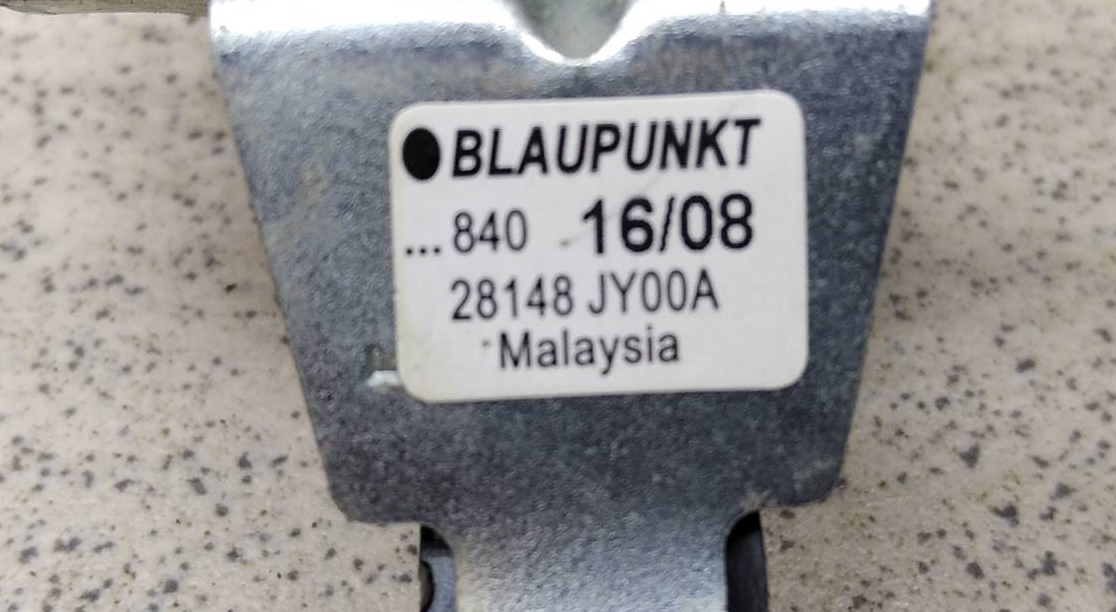 BLAUPUNKT
...840 16/08
28148 JY00A
Malaysia